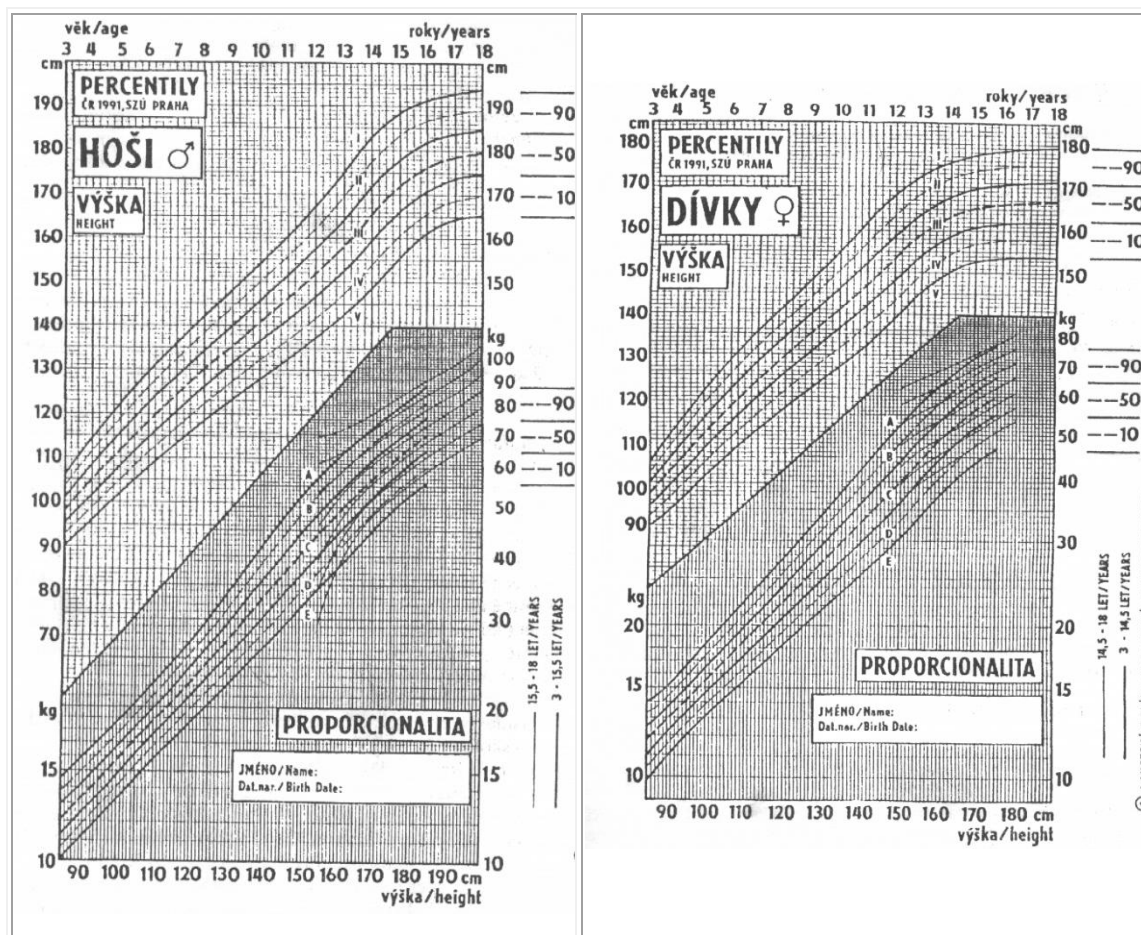 věk/age roky/years
3 4 5 6 7 8 9 10 11 12 13 14 15 16 17 18
cm cm
PERCENTILY
ČR 1991, SZÚ PRAHA
HOŠI ♂
VÝŠKA
HEIGHT
190
180
170
160
150
140
130
120
110
100
90
80
70
kg
15
10
190
180
170
160
150
kg
100
90
80
70
60
50
40
30
20
15
10
90
50
10
90
50
10
I
II
III
IV
V
A
B
C
D
E
15,5 - 18 LET/YEARS
3 - 15,5 LET/YEARS
PROPORCIONALITA
JMÉNO/Name:
Dat.nar./Birth Date:
90 100 110 120 130 140 150 160 170 180 190 cm
výška/height
věk/age roky/years
3 4 5 6 7 8 9 10 11 12 13 14 15 16 17 18
cm cm
PERCENTILY
ČR 1991, SZÚ PRAHA
DÍVKY ♀
VÝŠKA
HEIGHT
180
170
160
150
140
130
120
110
100
90
kg
20
15
10
180
170
160
150
kg
80
70
60
50
40
30
20
15
10
90
50
10
90
50
10
II
III
IV
V
A
B
C
D
E
14,5 - 18 LET/YEARS
3 - 14,5 LET/YEARS
PROPORCIONALITA
JMÉNO/Name:
Dat.nar./Birth Date:
90 100 110 120 130 140 150 160 170 180 cm
výška/height